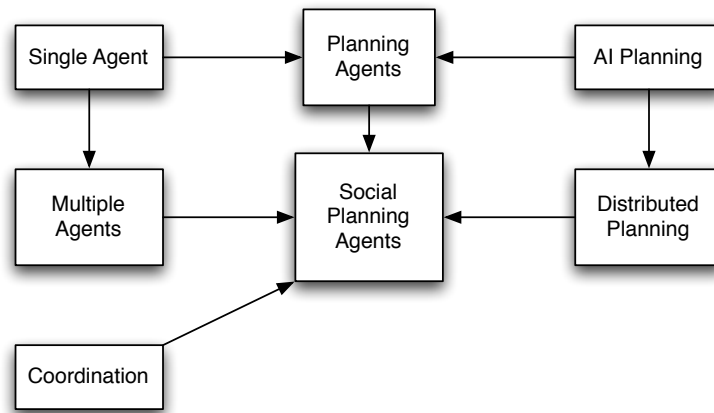 Single Agent
Planning
Agents
AI Planning
Multiple
Agents
Social
Planning
Agents
Distributed
Planning
Coordination